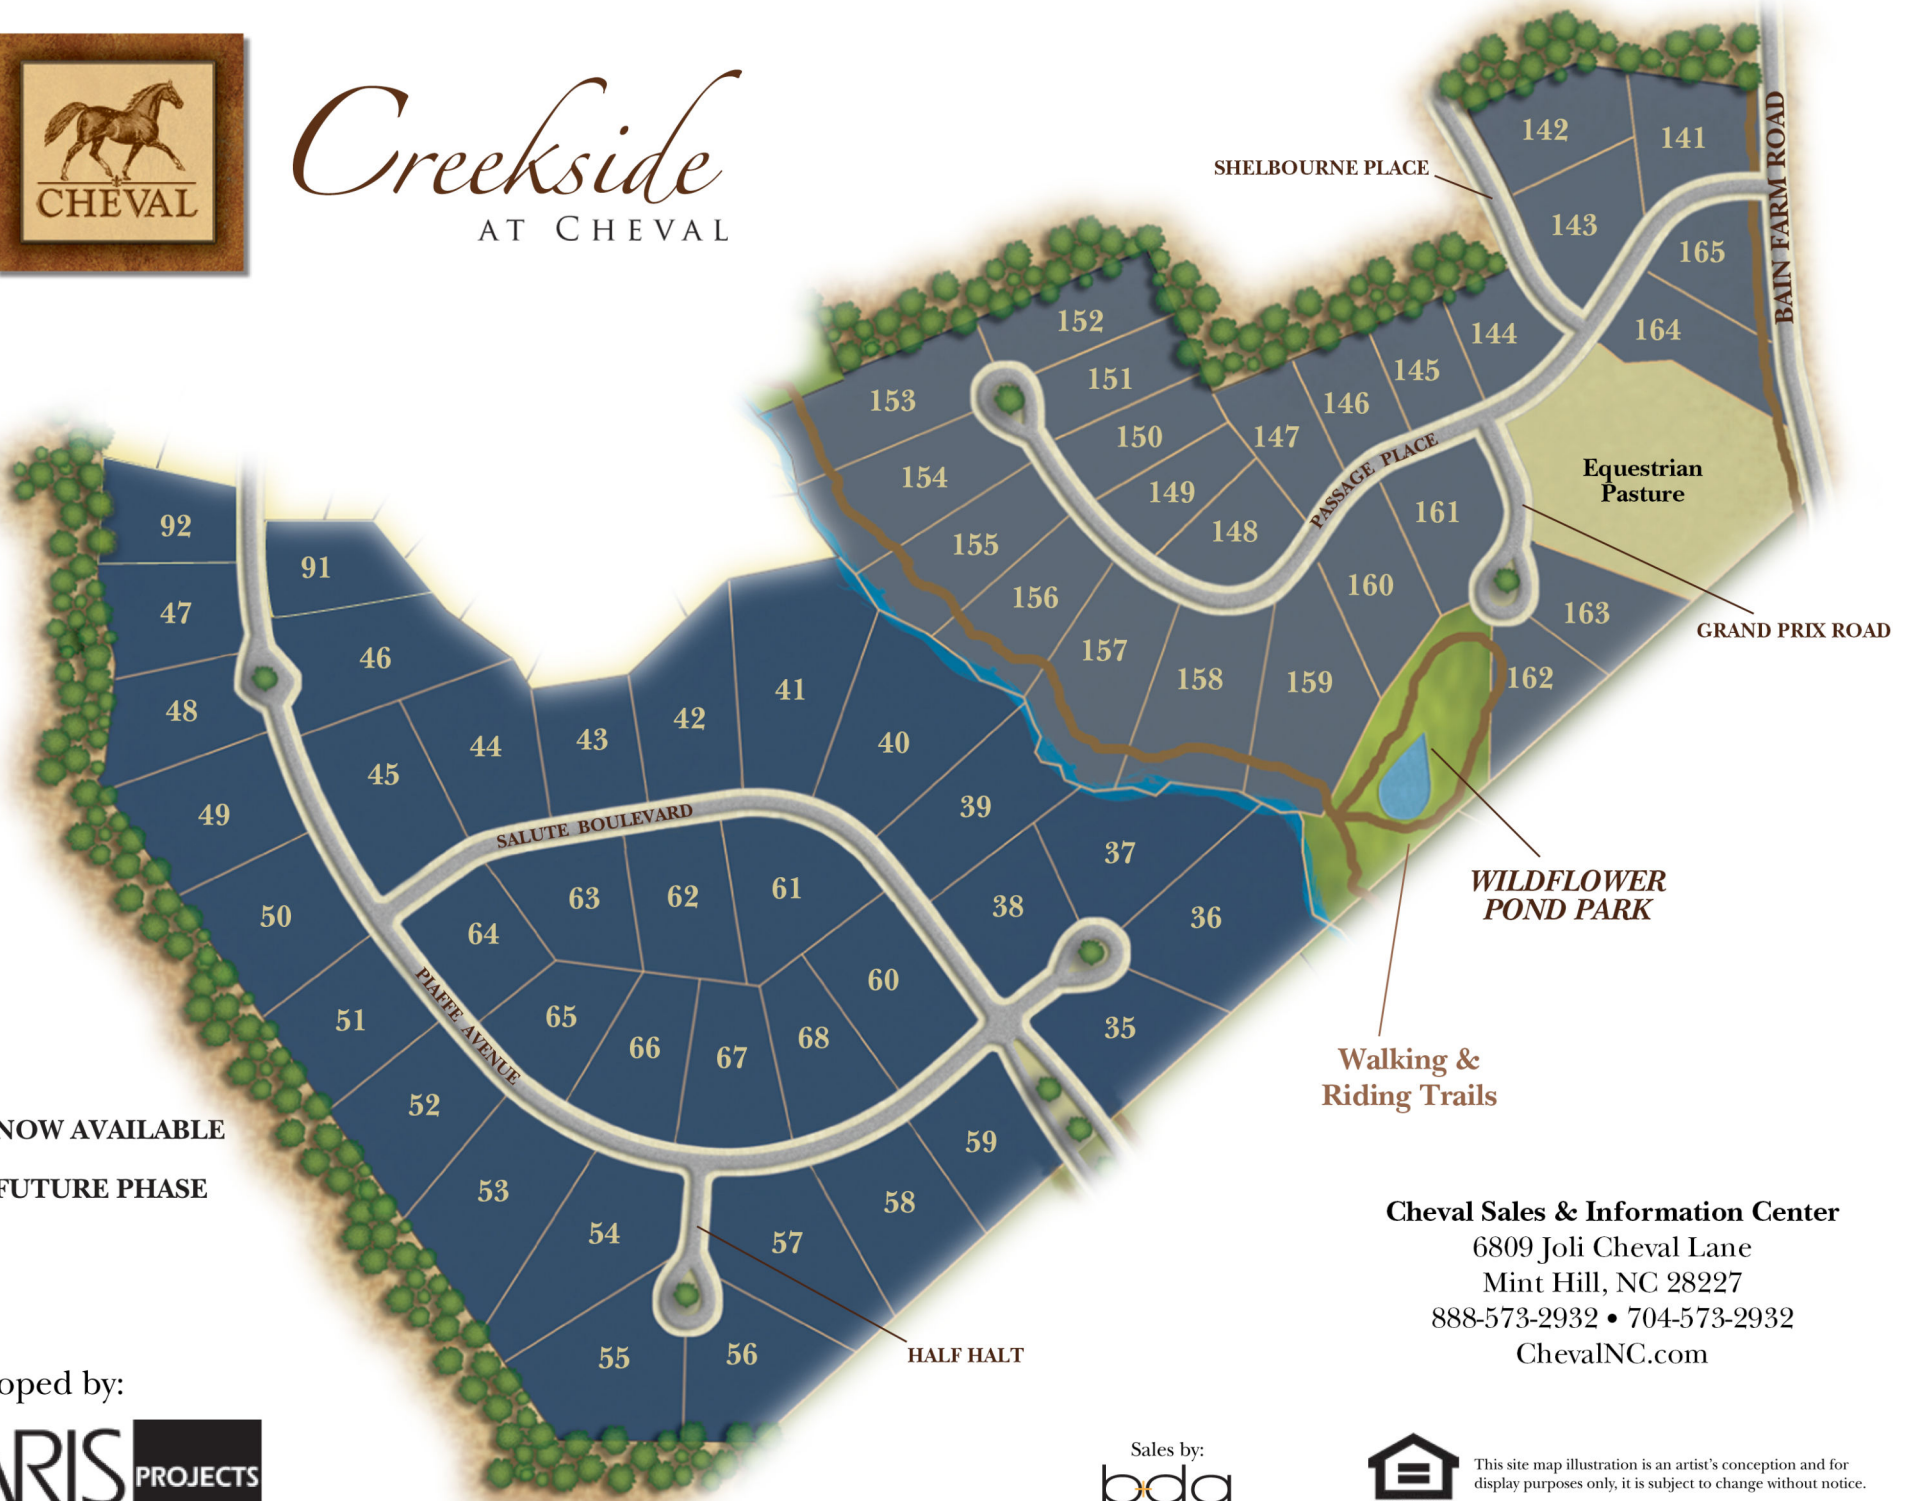 CHEVAL
Creekside
AT CHEVAL
SHELBOURNE PLACE
BAIN FARM ROAD
142
141
143
165
164
144
145
146
147
152
151
153
150
154
149
148
155
156
157
158
159
160
161
163
162
PASSAGE PLACE
Equestrian
Pasture
GRAND PRIX ROAD
92
91
47
46
48
45
44
43
42
41
40
49
39
37
38
36
50
SALUTE BOULEVARD
63
62
61
64
60
51
PIAFFE AVENUE
65
66
67
68
35
52
59
53
54
57
58
55
56
HALF HALT
WILDFLOWER
POND PARK
Walking &
Riding Trails
NOW AVAILABLE
FUTURE PHASE
Cheval Sales & Information Center
6809 Joli Cheval Lane
Mint Hill, NC 28227
888-573-2932 • 704-573-2932
ChevalNC.com
oped by:
ARIS PROJECTS
Sales by:
bda
This site map illustration is an artist's conception and for
display purposes only, it is subject to change without notice.